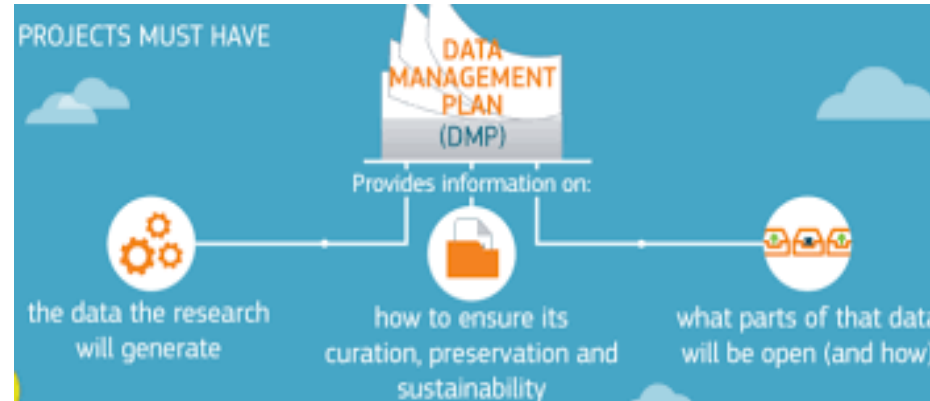 PROJECTS MUST HAVE
DATA
MANAGEMENT
PLAN
(DMP)
Provides information on:
the data the research
will generate
how to ensure its
curation, preservation and
sustainability
what parts of that data
will be open (and how)